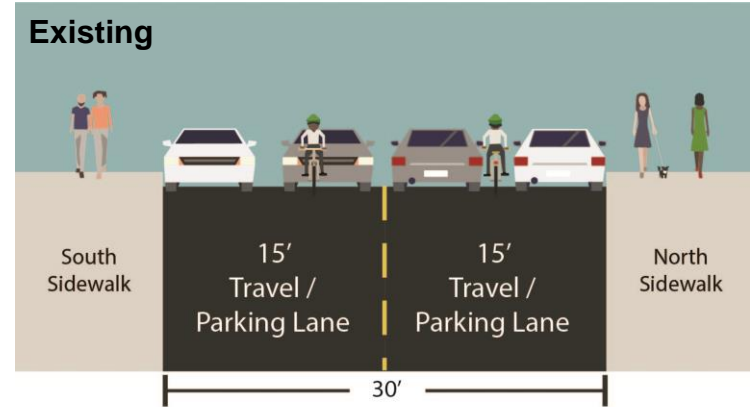 Existing
South
Sidewalk
15′
Travel /
Parking Lane
15′
Travel /
Parking Lane
North
Sidewalk
30′